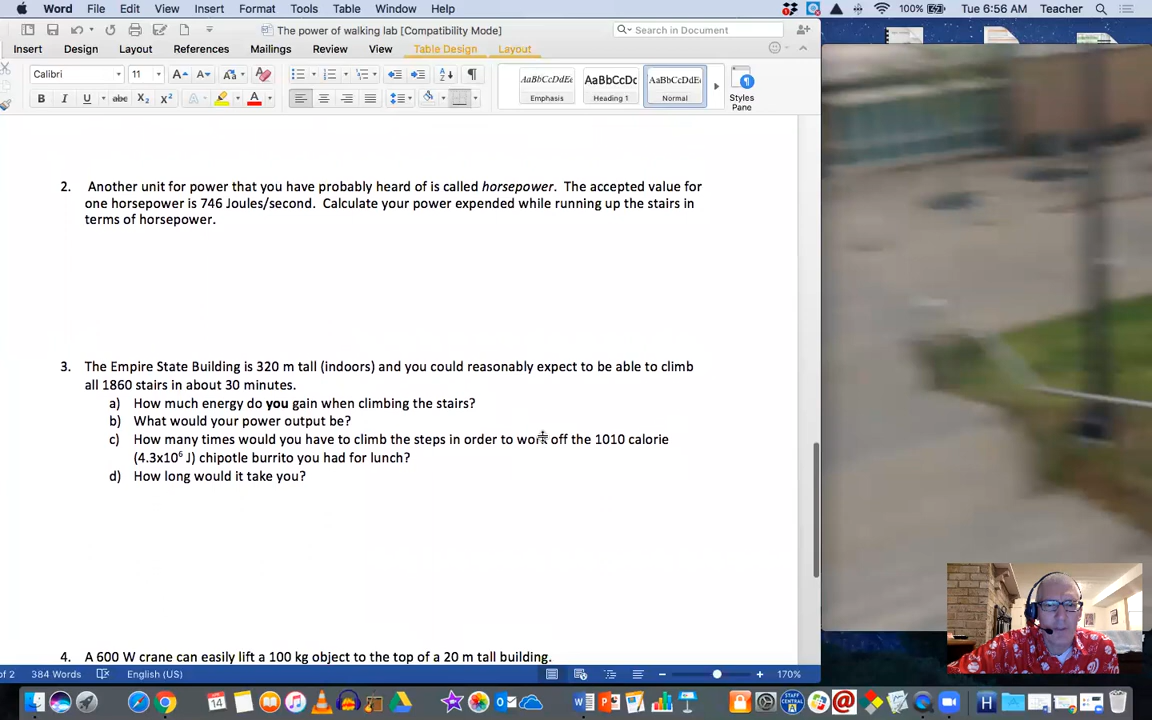 Word File Edit View Insert Format Tools Table Window Help 100% Tue 6:56 AM Teacher
The power of walking lab [Compatibility Mode] Search in Document
Insert Design Layout References Mailings Review View Table Design Layout
Calibri 11 A A AaBbCcDdEe AaBbCcDc AaBbCcDdEe
B I U abc X₂ X² A A Emphasis Heading 1 Normal Styles Pane
2. Another unit for power that you have probably heard of is called horsepower. The accepted value for
one horsepower is 746 Joules/second. Calculate your power expended while running up the stairs in
terms of horsepower.
3. The Empire State Building is 320 m tall (indoors) and you could reasonably expect to be able to climb
all 1860 stairs in about 30 minutes.
a) How much energy do you gain when climbing the stairs?
b) What would your power output be?
c) How many times would you have to climb the steps in order to work off the 1010 calorie
(4.3x10⁶ J) chipotle burrito you had for lunch?
d) How long would it take you?
4. A 600 W crane can easily lift a 100 kg object to the top of a 20 m tall building.
of 2 384 Words English (US) 170%
14
STAFF CENTRAL